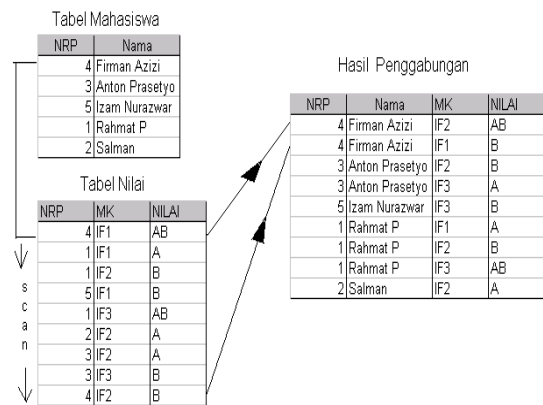 Tabel Mahasiswa
NRP Nama
4 Firman Azizi
3 Anton Prasetyo
5 Izam Nurazwar
1 Rahmat P
2 Salman
Tabel Nilai
NRP MK NILAI
4 IF1 AB
1 IF1 A
1 IF2 B
5 IF1 B
1 IF3 AB
2 IF2 A
3 IF2 A
3 IF3 B
4 IF2 B
scan
Hasil Penggabungan
NRP Nama MK NILAI
4 Firman Azizi IF2 AB
4 Firman Azizi IF1 B
3 Anton Prasetyo IF2 B
3 Anton Prasetyo IF3 A
5 Izam Nurazwar IF3 B
1 Rahmat P IF1 A
1 Rahmat P IF2 B
1 Rahmat P IF3 AB
2 Salman IF2 A